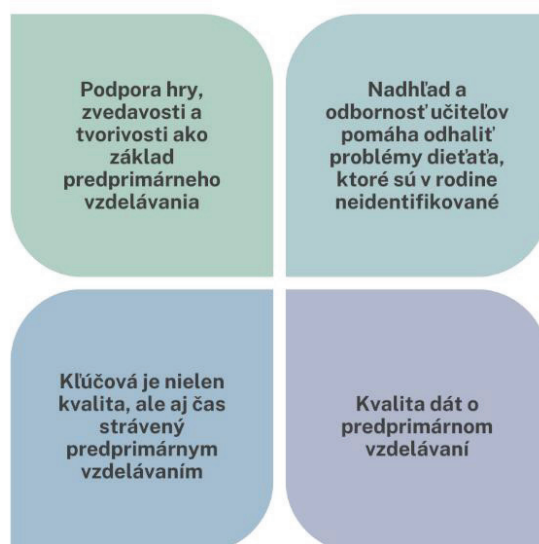 Podpora hry,
zvedavosti a
tvorivosti ako
základ
predprimárneho
vzdelávania
Nadhľad a
odbornosť učiteľov
pomáha odhaliť
problémy dieťaťa,
ktoré sú v rodine
neidentifikované
Kľúčová je nielen
kvalita, ale aj čas
strávený
predprimárnym
vzdelávaním
Kvalita dát o
predprimárnom
vzdelávaní